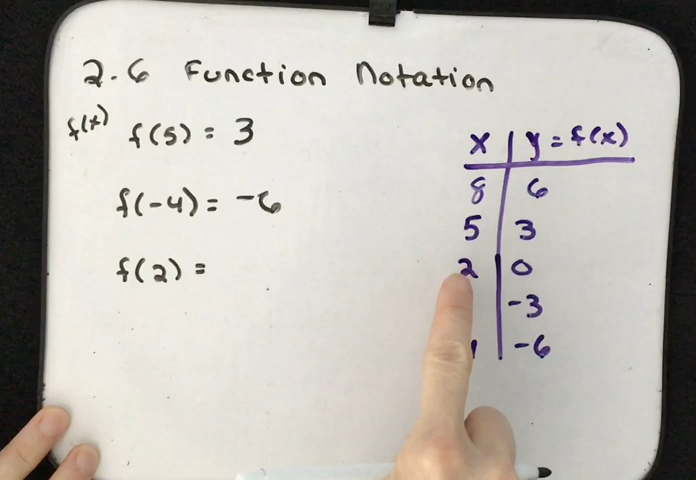 2.6 Function Notation
f(x) f(5) = 3
f(-4) = -6
f(2) =
x | y = f(x)
8 | 6
5 | 3
2 | 0
-3
-6